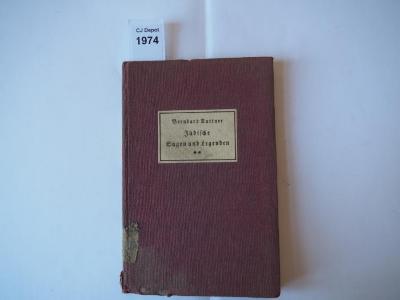 CJ Depot
1974
Bernhard Kuttner
Jüdische
Sagen und Legenden
**